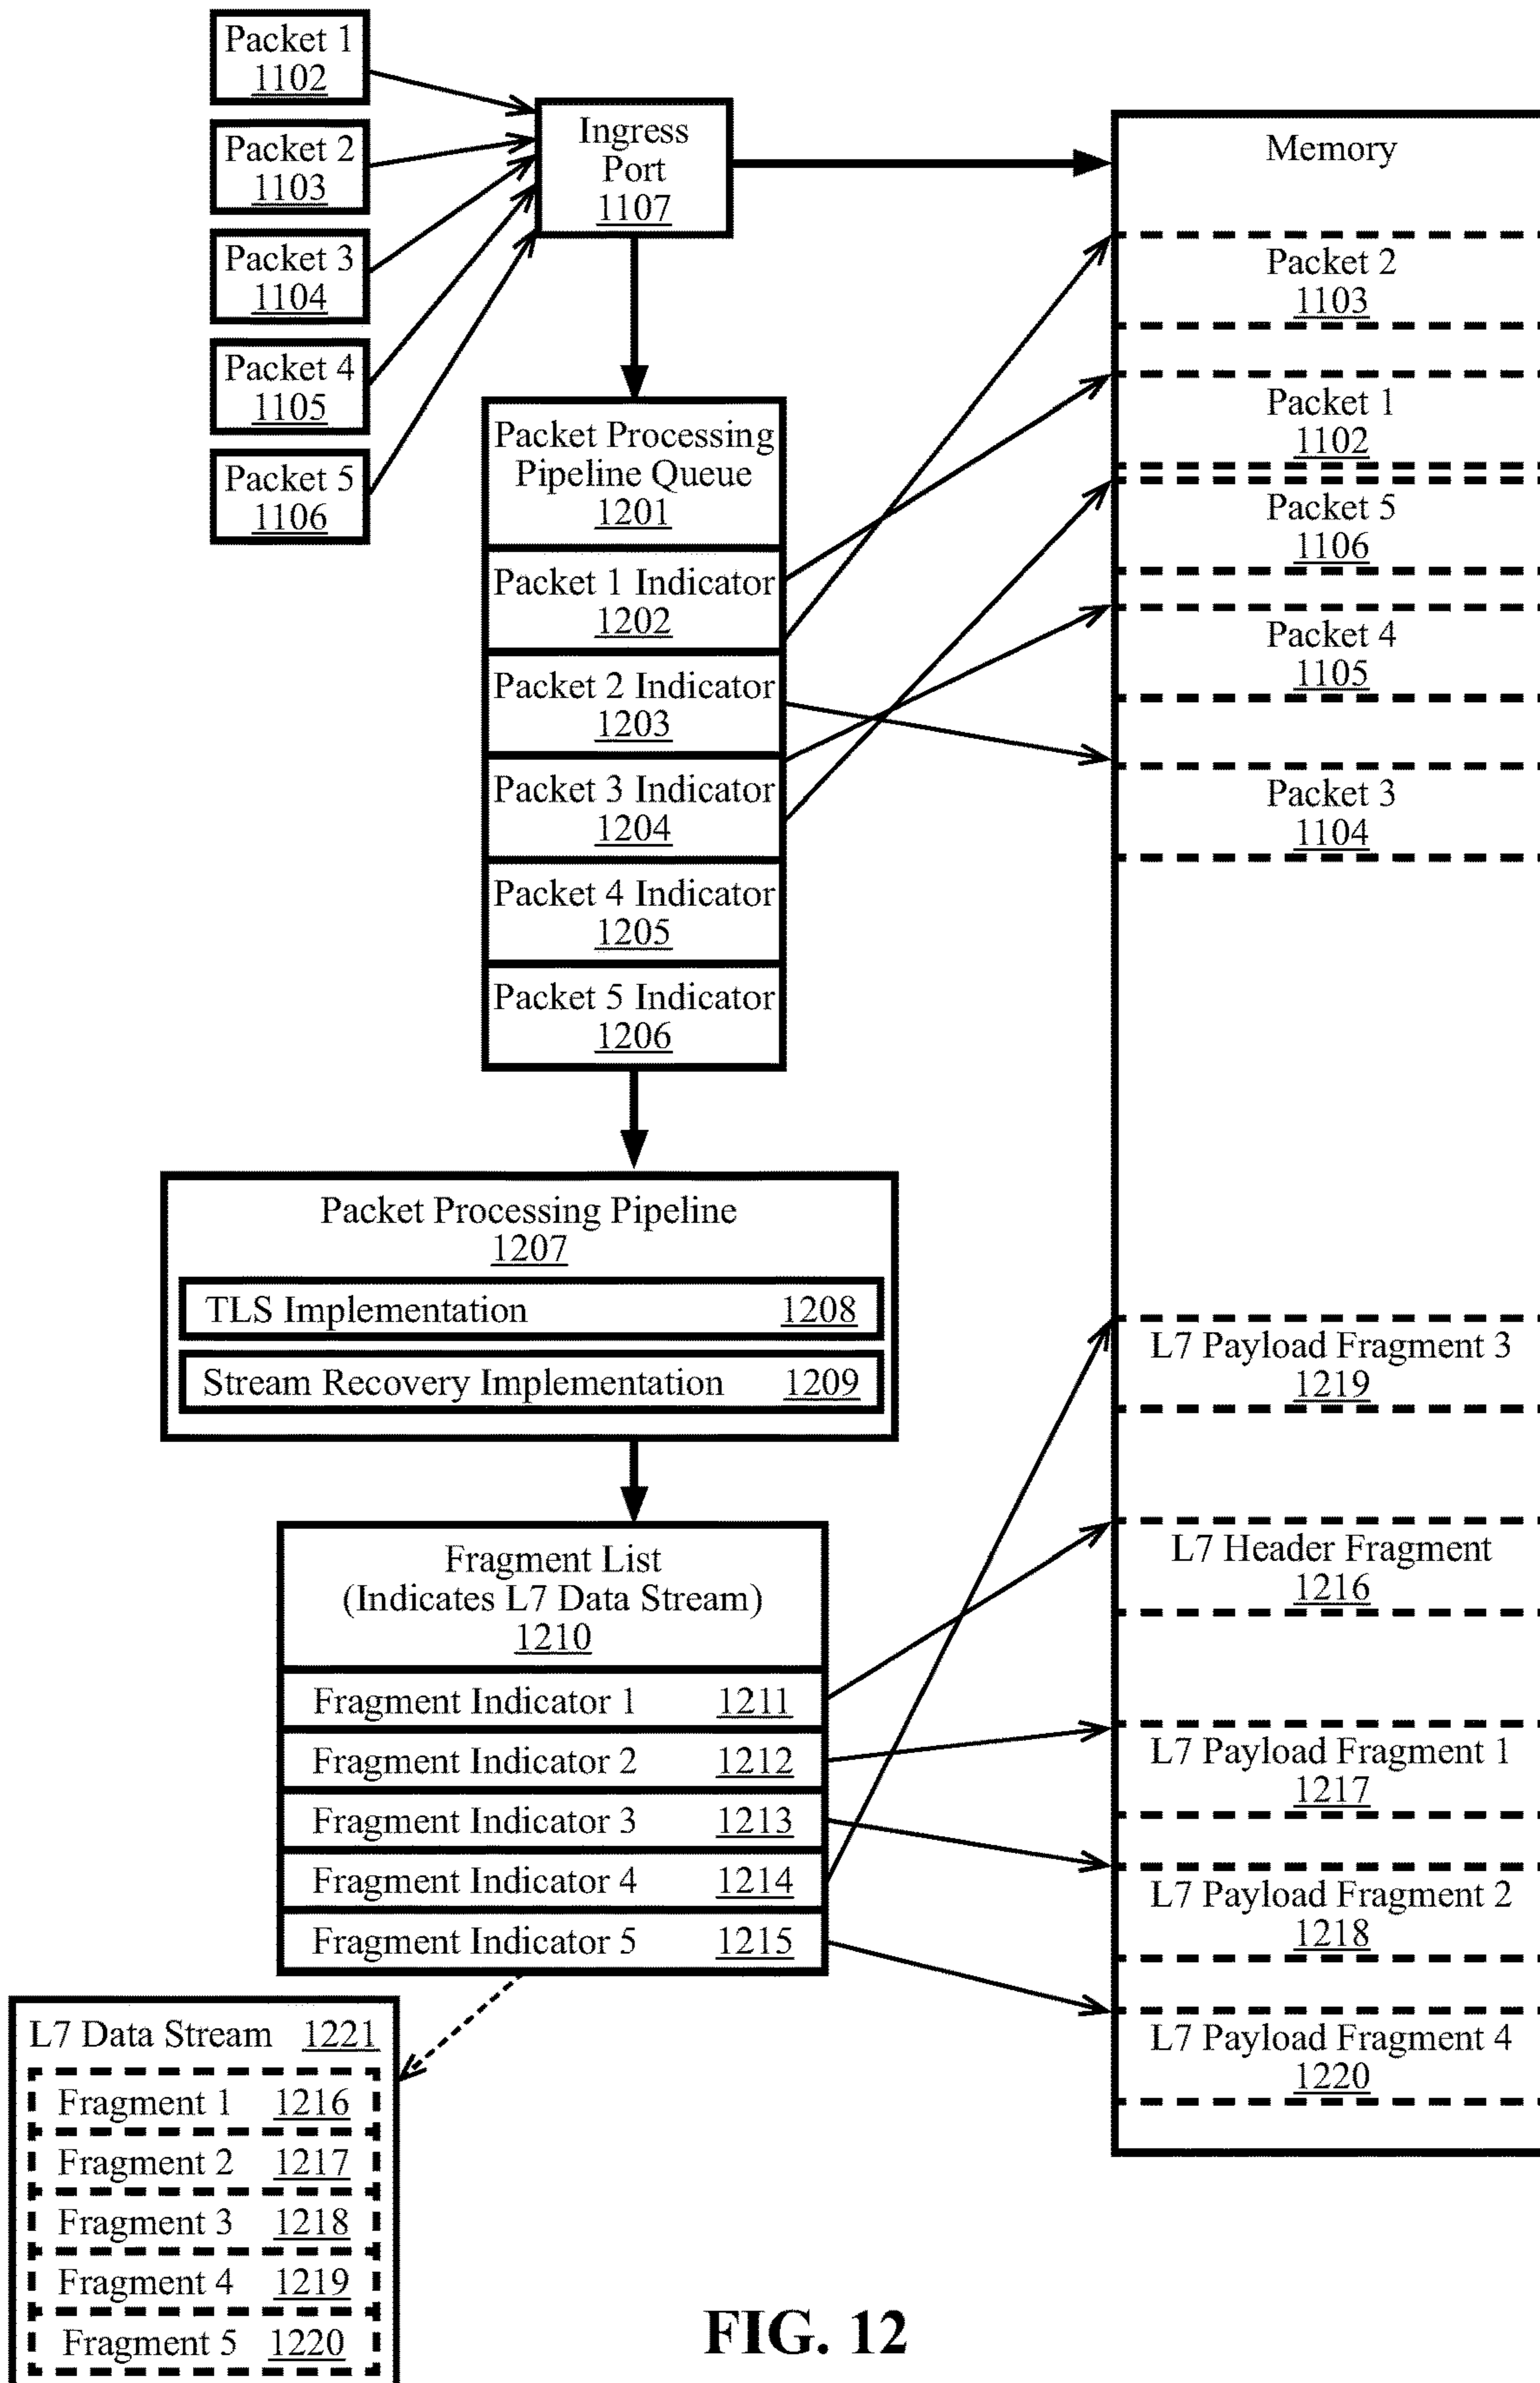 Packet 1
1102
Packet 2
1103
Packet 3
1104
Packet 4
1105
Packet 5
1106
Ingress
Port
1107
Packet Processing
Pipeline Queue
1201
Packet 1 Indicator
1202
Packet 2 Indicator
1203
Packet 3 Indicator
1204
Packet 4 Indicator
1205
Packet 5 Indicator
1206
Memory
Packet 2
1103
Packet 1
1102
Packet 5
1106
Packet 4
1105
Packet 3
1104
Packet Processing Pipeline
1207
TLS Implementation 1208
Stream Recovery Implementation 1209
Fragment List
(Indicates L7 Data Stream)
1210
Fragment Indicator 1 1211
Fragment Indicator 2 1212
Fragment Indicator 3 1213
Fragment Indicator 4 1214
Fragment Indicator 5 1215
L7 Payload Fragment 3
1219
L7 Header Fragment
1216
L7 Payload Fragment 1
1217
L7 Payload Fragment 2
1218
L7 Payload Fragment 4
1220
L7 Data Stream 1221
Fragment 1 1216
Fragment 2 1217
Fragment 3 1218
Fragment 4 1219
Fragment 5 1220
FIG. 12